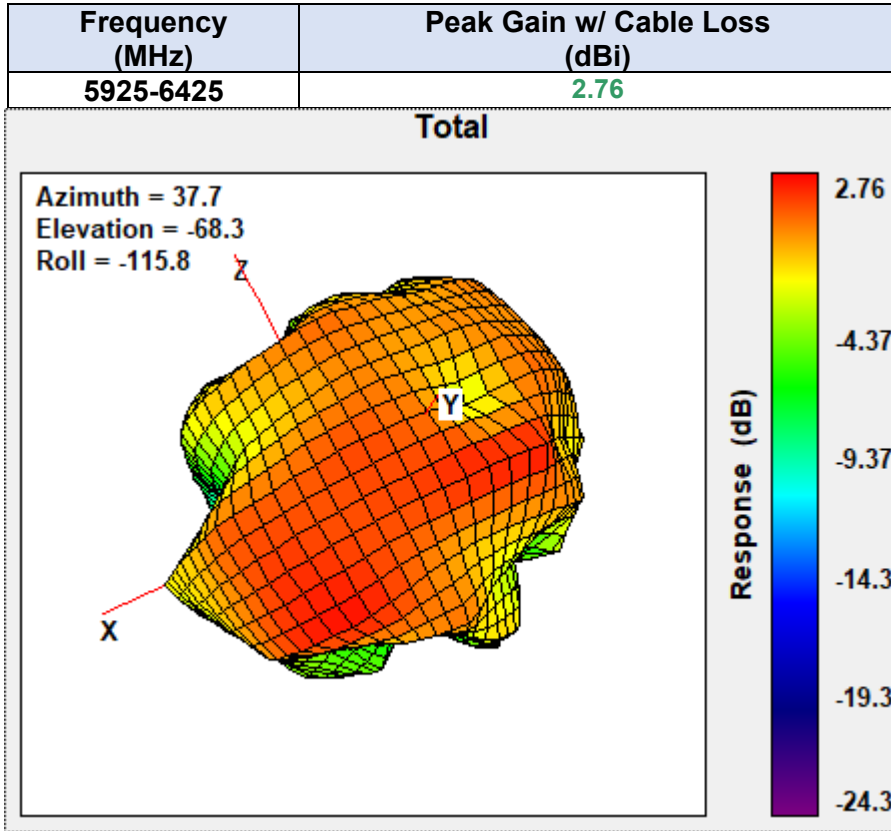 Frequency
(MHz)
Peak Gain w/ Cable Loss
(dBi)
5925-6425
2.76
Total
Azimuth = 37.7
Elevation = -68.3
Roll = -115.8
Z
Y
X
2.76
-4.37
-9.37
-14.3
-19.3
-24.3
Response (dB)